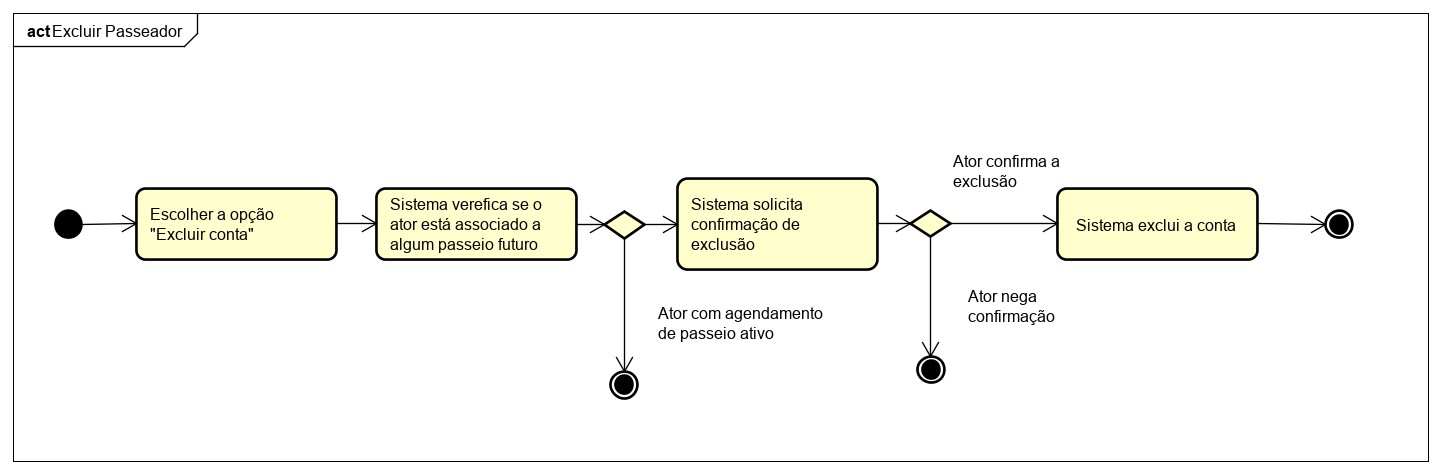 act Excluir Passeador
Escolher a opção
"Excluir conta"
Sistema verefica se o
ator está associado a
algum passeio futuro
Ator com agendamento
de passeio ativo
Sistema solicita
confirmação de
exclusão
Ator confirma a
exclusão
Ator nega
confirmação
Sistema exclui a conta